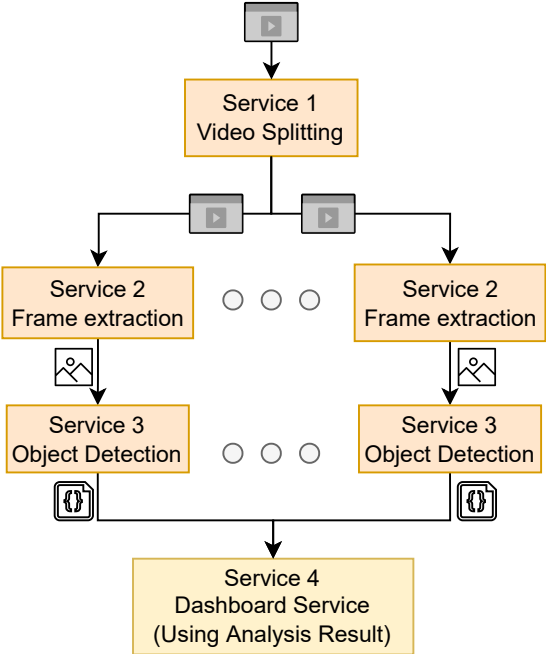 Service 1
Video Splitting
Service 2
Frame extraction
Service 2
Frame extraction
Service 3
Object Detection
{}
Service 3
Object Detection
{}
Service 4
Dashboard Service
(Using Analysis Result)